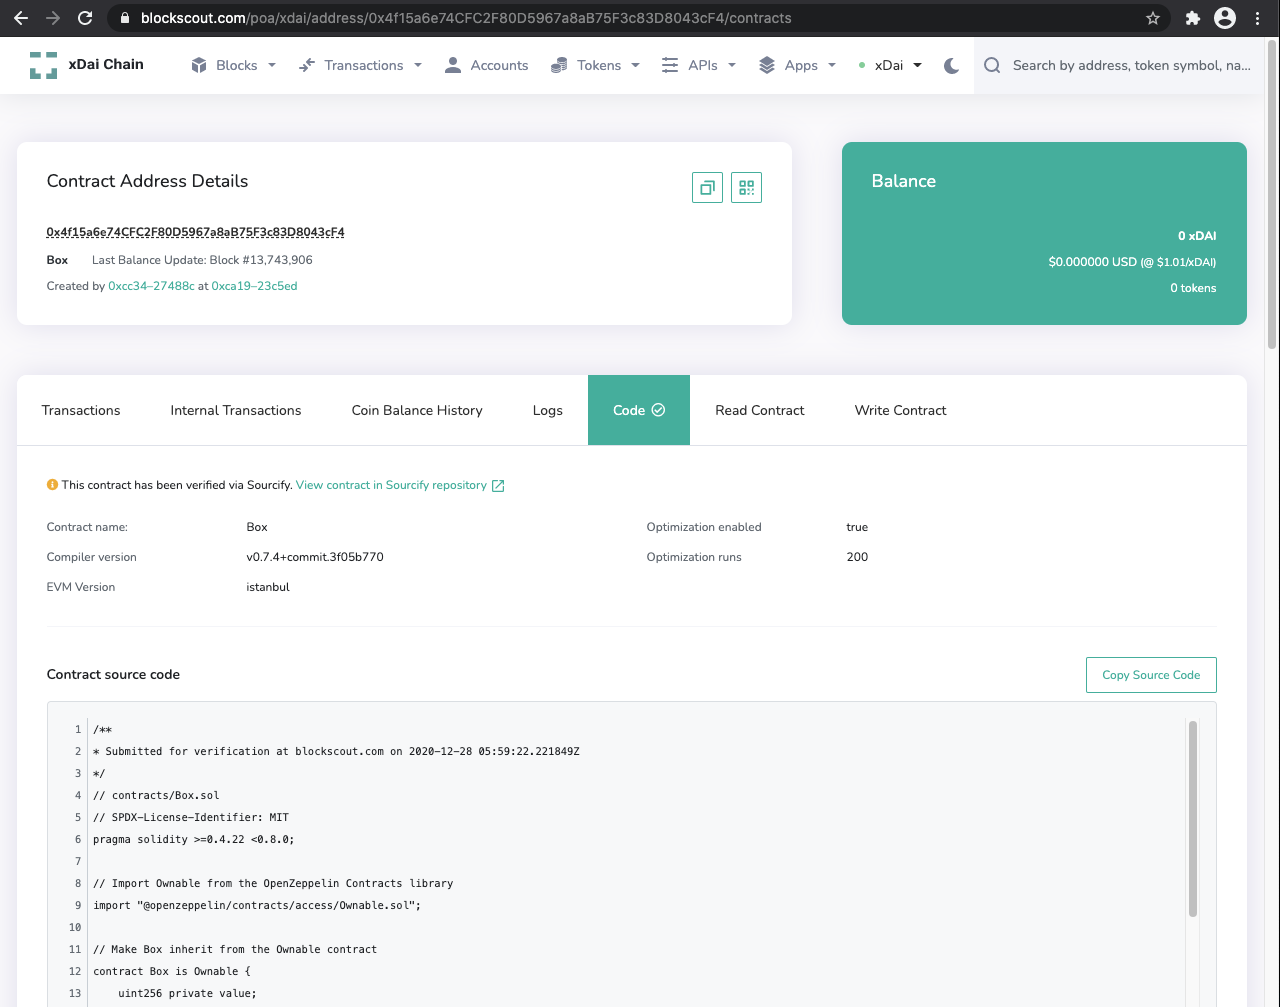 blockscout.com/poa/xdai/address/0x4f15a6e74CFC2F80D5967a8aB75F3c83D8043cF4/contracts
xDai Chain Blocks Transactions Accounts Tokens APIs Apps xDai Search by address, token symbol, na...
Contract Address Details
0x4f15a6e74CFC2F80D5967a8aB75F3c83D8043cF4
Box Last Balance Update: Block #13,743,906
Created by 0xcc34–27488c at 0xca19–23c5ed
Balance
0 xDAI
$0.000000 USD (@ $1.01/xDAI)
0 tokens
Transactions Internal Transactions Coin Balance History Logs Code Read Contract Write Contract
This contract has been verified via Sourcify. View contract in Sourcify repository
Contract name: Box Optimization enabled true
Compiler version v0.7.4+commit.3f05b770 Optimization runs 200
EVM Version istanbul
Contract source code Copy Source Code
1 /**
2 * Submitted for verification at blockscout.com on 2020-12-28 05:59:22.221849Z
3 */
4 // contracts/Box.sol
5 // SPDX-License-Identifier: MIT
6 pragma solidity >=0.4.22 <0.8.0;
7
8 // Import Ownable from the OpenZeppelin Contracts library
9 import "@openzeppelin/contracts/access/Ownable.sol";
10
11 // Make Box inherit from the Ownable contract
12 contract Box is Ownable {
13 uint256 private value;